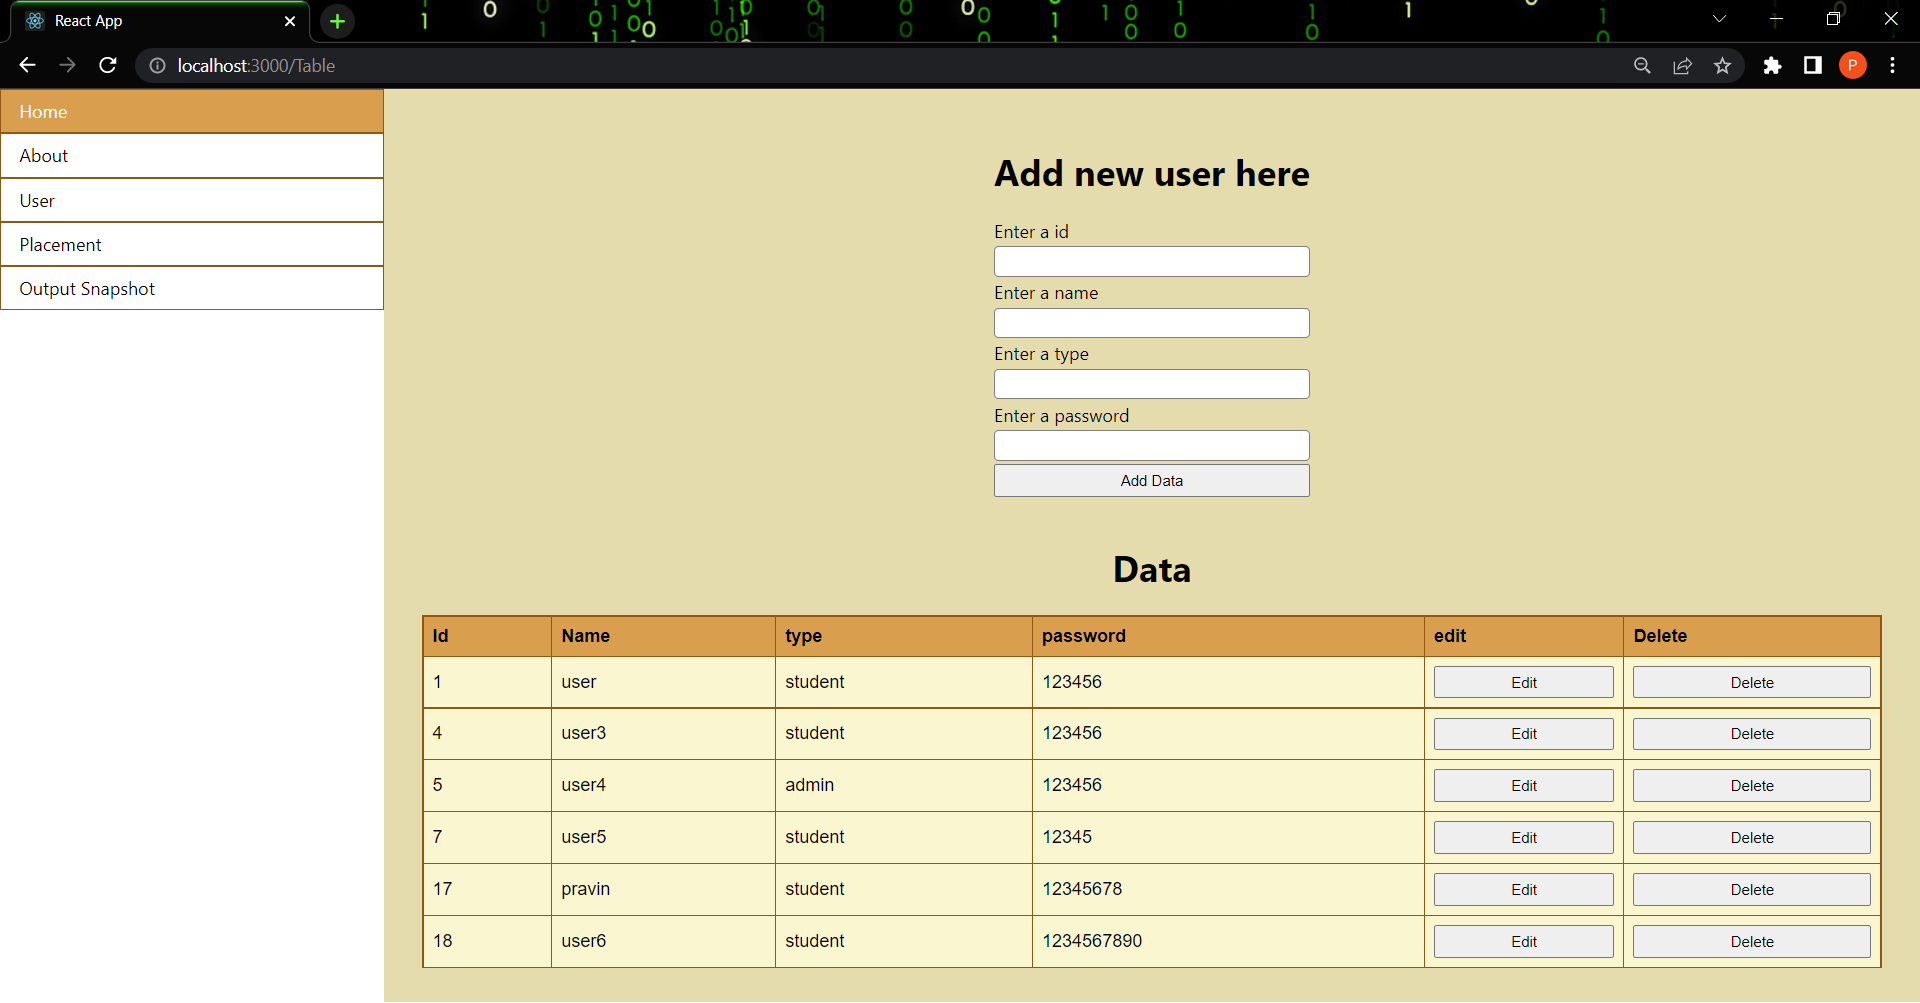 React App
localhost:3000/Table
P
Home
About
User
Placement
Output Snapshot
Add new user here
Enter a id
Enter a name
Enter a type
Enter a password
Add Data
Data
Id Name type password edit Delete
1 user student 123456 Edit Delete
4 user3 student 123456 Edit Delete
5 user4 admin 123456 Edit Delete
7 user5 student 12345 Edit Delete
17 pravin student 12345678 Edit Delete
18 user6 student 1234567890 Edit Delete